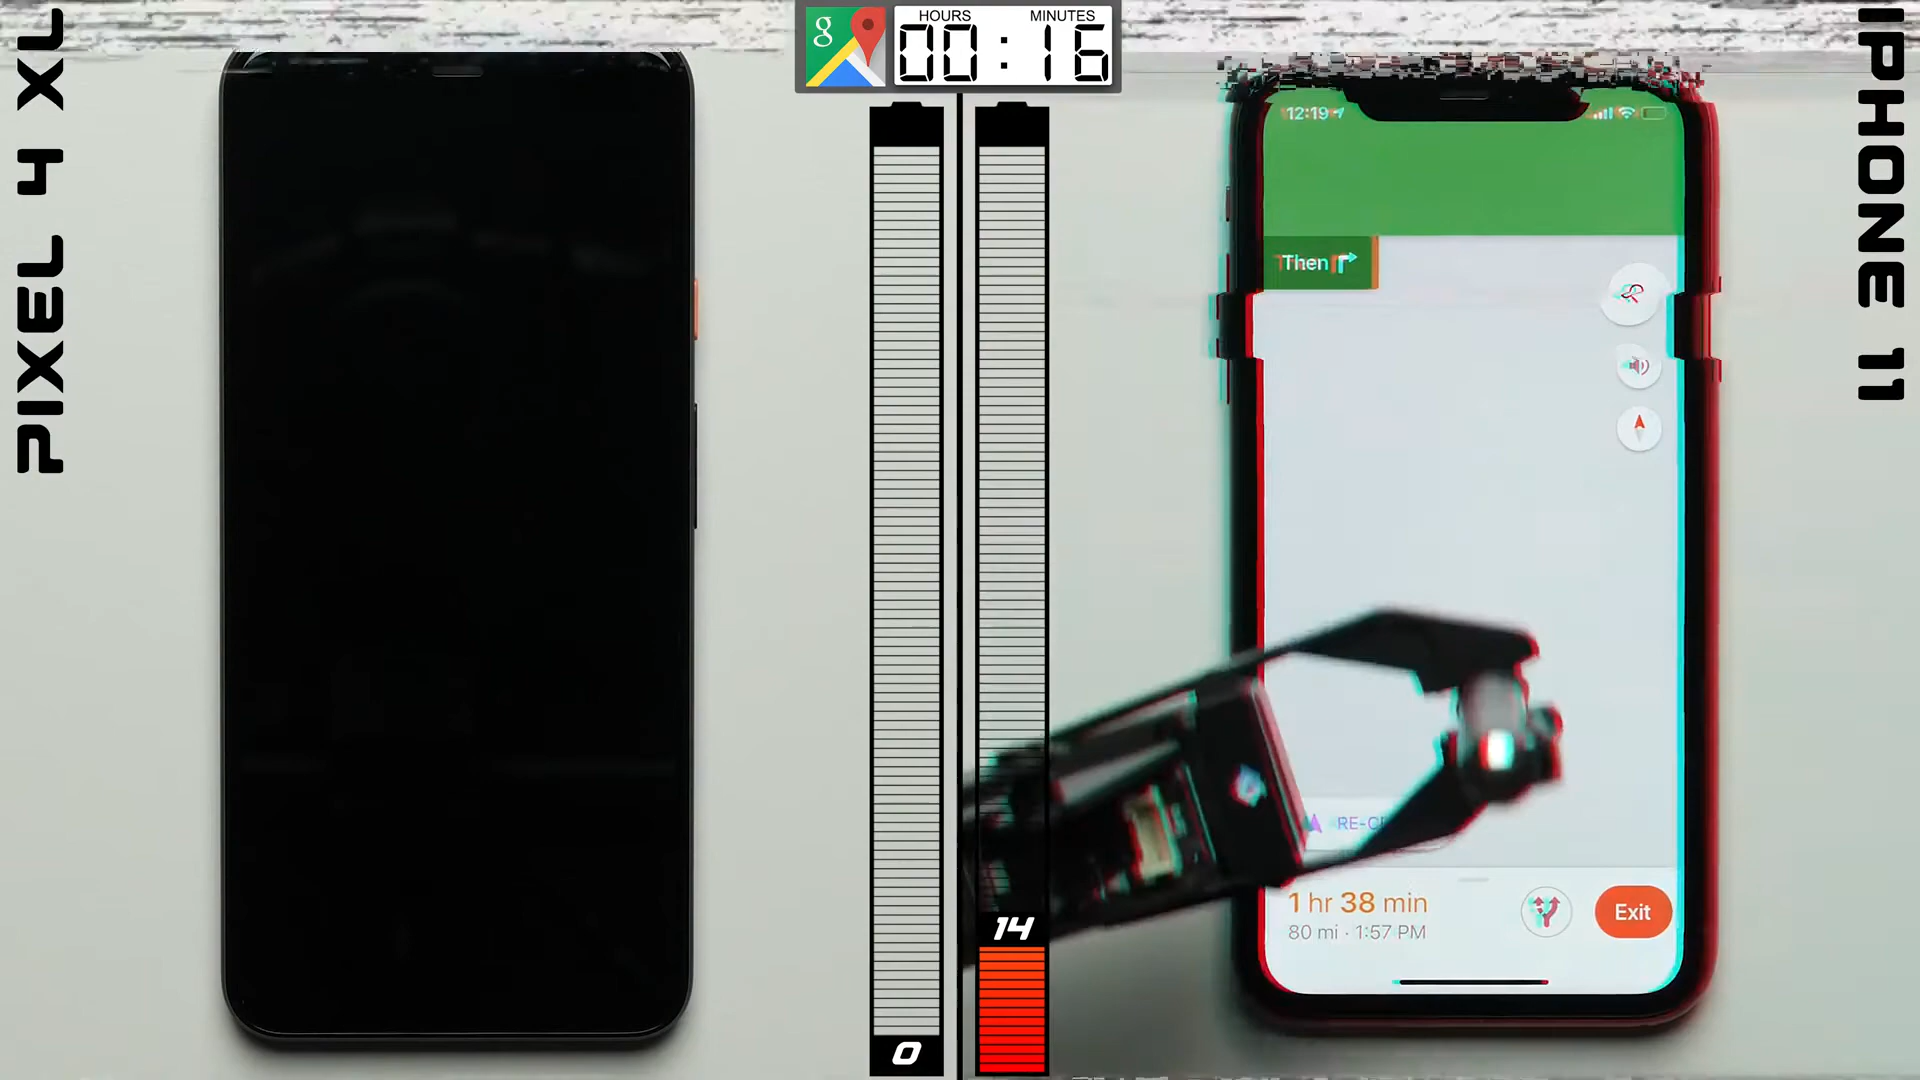 PIXEL 4 XL
g
HOURS
MINUTES
00:16
IPHONE 11
12:19
Then
14
0
1 hr 38 min
80 mi · 1:57 PM
Exit